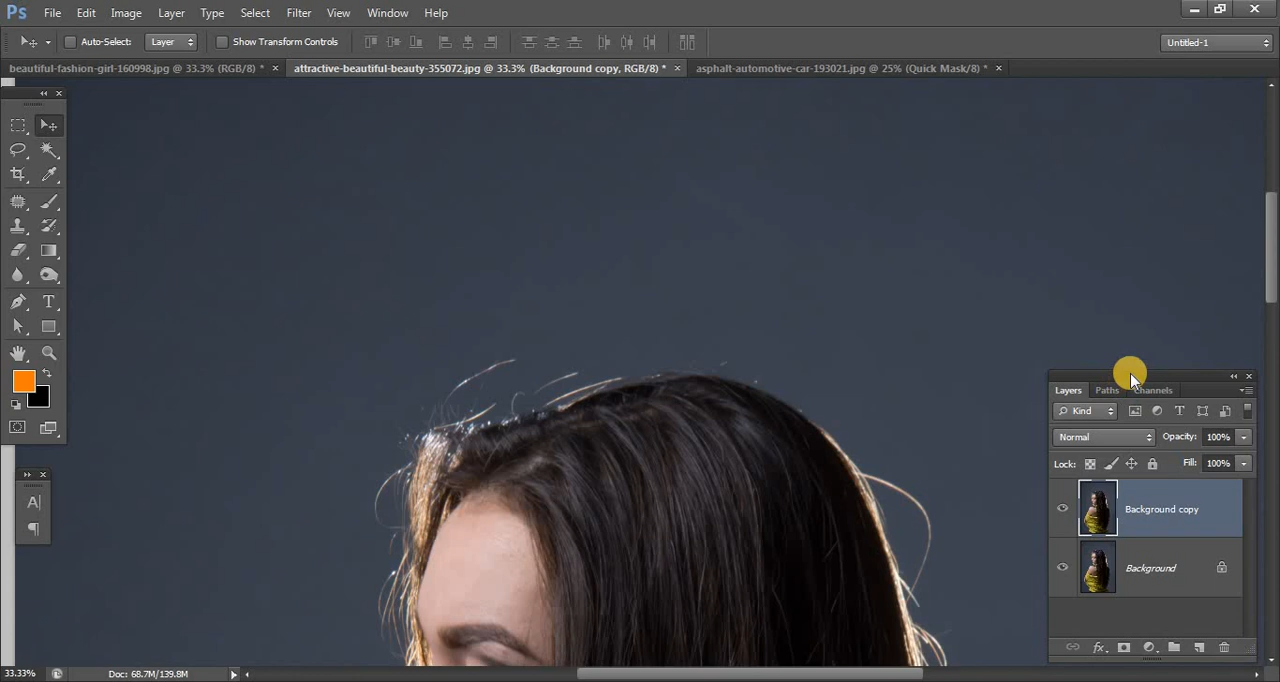 Ps File Edit Image Layer Type Select Filter View Window Help
Auto-Select: Layer Show Transform Controls Untitled-1
beautiful-fashion-girl-160998.jpg @ 33.3% (RGB/8) * × attractive-beautiful-beauty-355072.jpg @ 33.3% (Background copy, RGB/8) * × asphalt-automotive-car-193021.jpg @ 25% (Quick Mask/8) * ×
Layers Paths Channels
Kind
Normal Opacity: 100%
Lock: Fill: 100%
Background copy
Background
33.33% Doc: 68.7M/139.8M